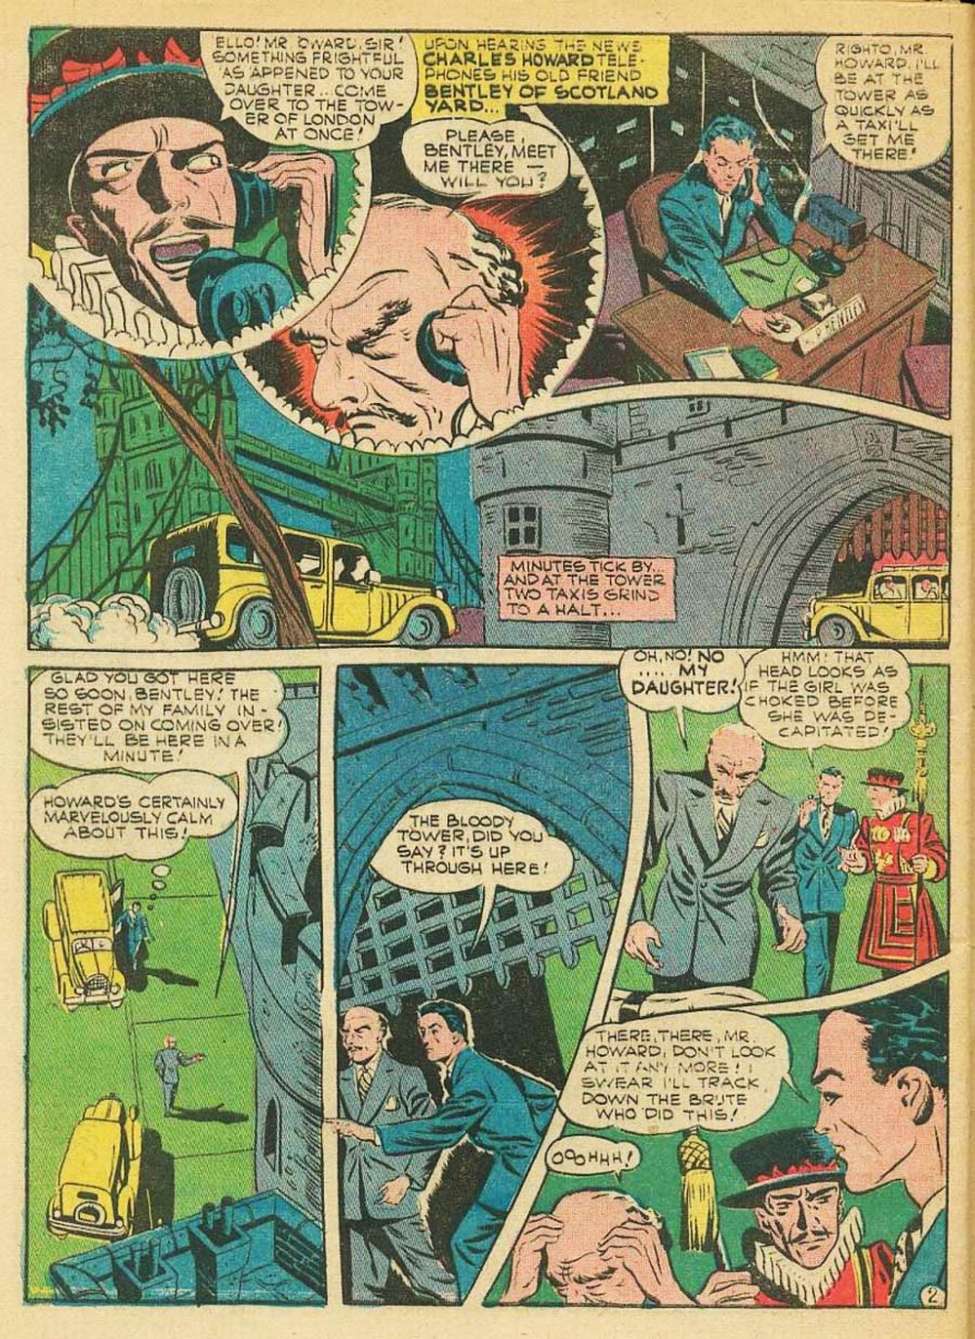 'ELLO! MR. 'OWARD, SIR!
SOMETHING FRIGHTFUL
'AS 'APPENED TO YOUR
DAUGHTER... COME
OVER TO THE TOW-
ER OF LONDON
AT ONCE!
UPON HEARING THE NEWS
CHARLES HOWARD TELE-
PHONES HIS OLD FRIEND
BENTLEY OF SCOTLAND
YARD...
PLEASE,
BENTLEY, MEET
ME THERE —
WILL YOU?
RIGHTO, MR.
HOWARD. I'LL
BE AT THE
TOWER AS
QUICKLY AS
A TAXI'LL
GET ME
THERE!
MINUTES TICK BY...
AND AT THE TOWER
TWO TAXIS GRIND
TO A HALT...
GLAD YOU GOT HERE
SO SOON, BENTLEY! THE
REST OF MY FAMILY IN-
SISTED ON COMING OVER!
THEY'LL BE HERE IN A
MINUTE!
HOWARD'S CERTAINLY
MARVELOUSLY CALM
ABOUT THIS!
THE BLOODY
TOWER, DID YOU
SAY? IT'S UP
THROUGH HERE!
OH, NO! NO
.... MY
DAUGHTER!
HMM! THAT
HEAD LOOKS AS
IF THE GIRL WAS
CHOKED BEFORE
SHE WAS DE-
CAPITATED!
THERE, THERE, MR.
HOWARD, DON'T LOOK
AT IT ANY MORE! I
SWEAR I'LL TRACK
DOWN THE BRUTE
WHO DID THIS!
OOOHHH!
2